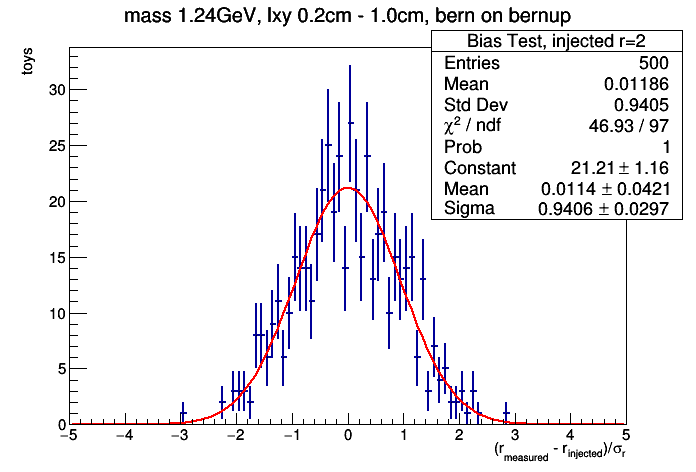 mass 1.24GeV, lxy 0.2cm - 1.0cm, bern on bernup
toys
Bias Test, injected r=2
Entries 500
Mean 0.01186
Std Dev 0.9405
χ² / ndf 46.93 / 97
Prob 1
Constant 21.21 ± 1.16
Mean 0.0114 ± 0.0421
Sigma 0.9406 ± 0.0297
30
25
20
15
10
5
0
−5 −4 −3 −2 −1 0 1 2 3 4 5
(r_measured - r_injected)/σ_r